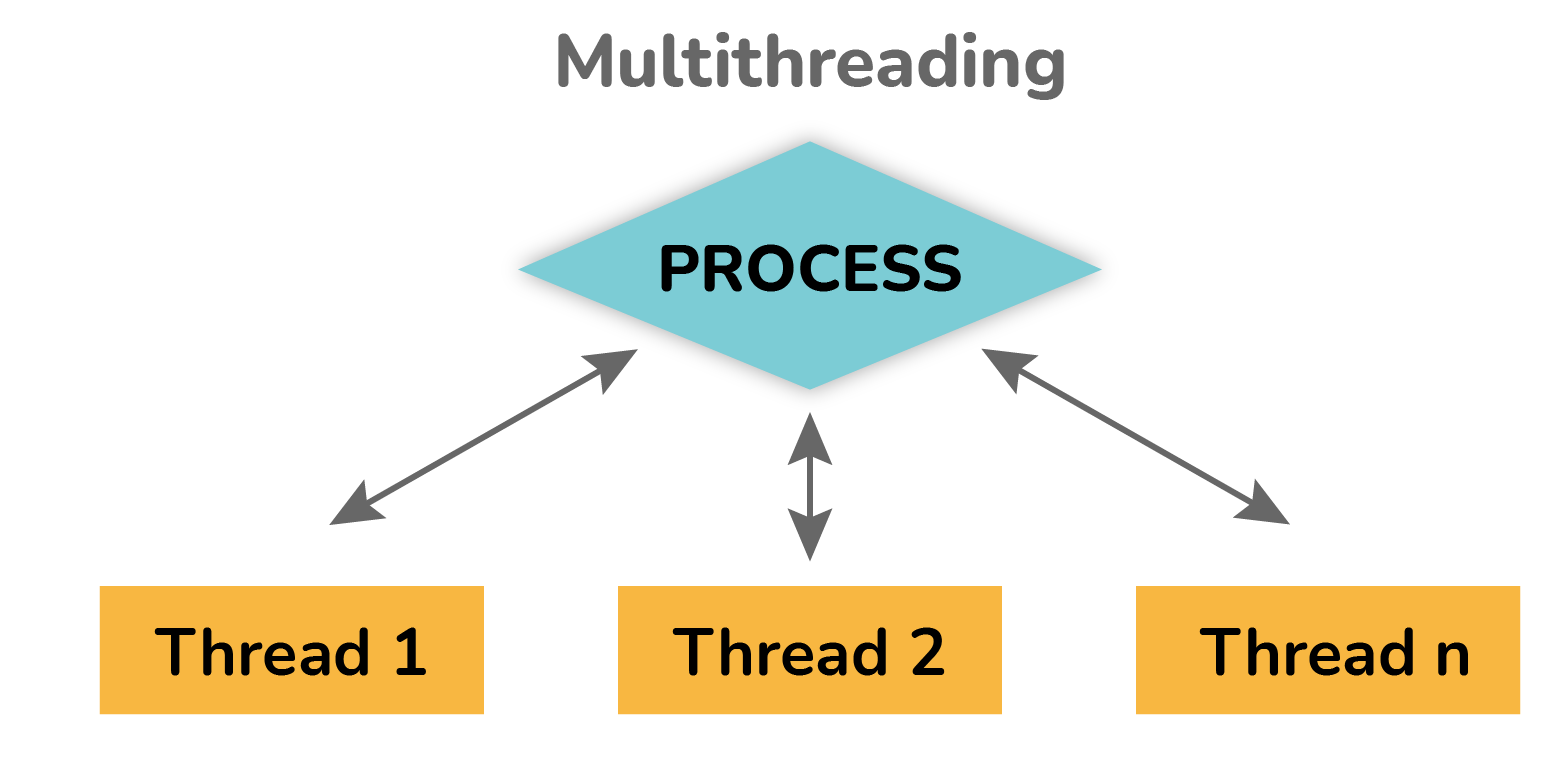 Multithreading
PROCESS
Thread 1
Thread 2
Thread n